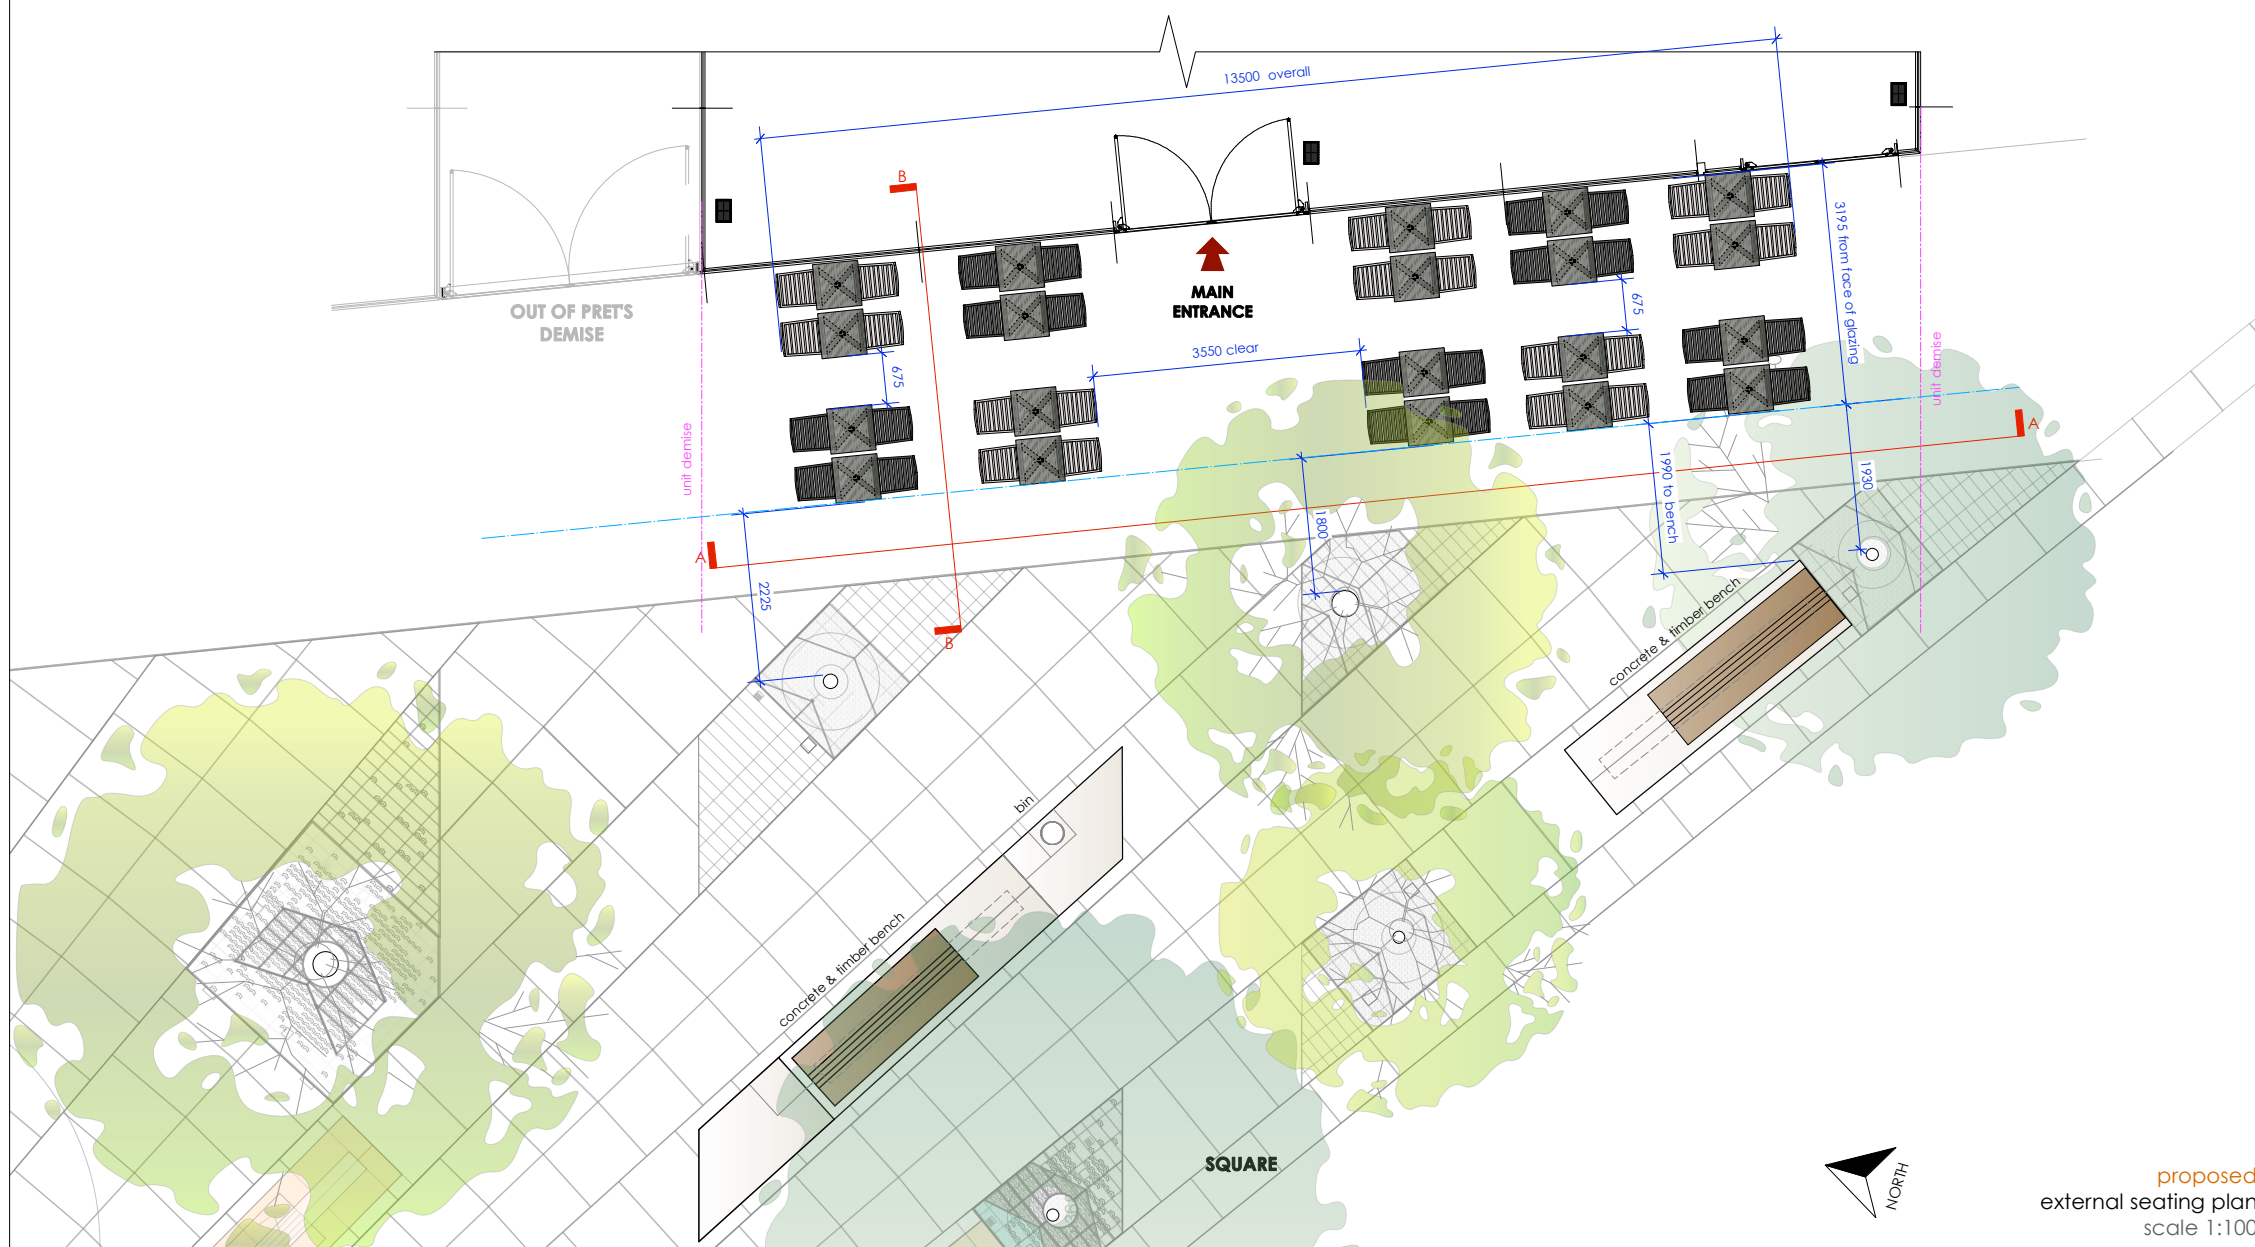 13500 overall
B
OUT OF PRET'S
DEMISE
MAIN
ENTRANCE
3195 from face of glazing
675
675
3550 clear
unit demise
unit demise
A
1990 to bench
1930
1800
A
2225
B
concrete & timber bench
bin
concrete & timber bench
SQUARE
NORTH
proposed
external seating plan
scale 1:100